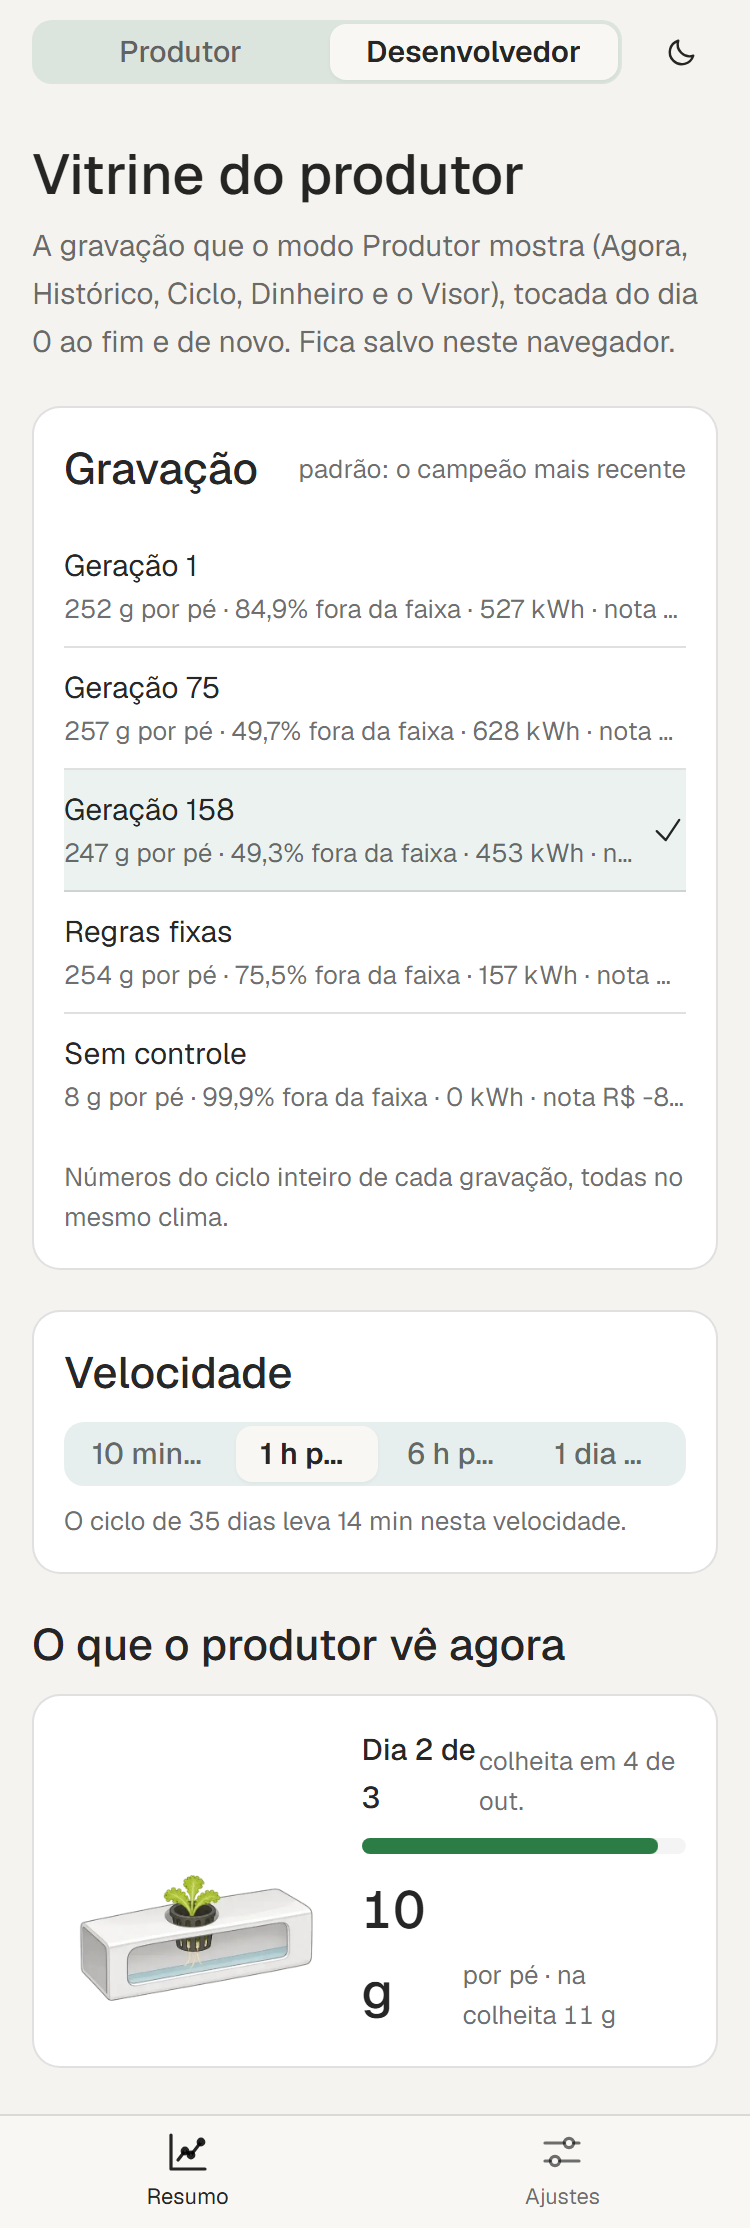 Produtor
Desenvolvedor
Vitrine do produtor
A gravação que o modo Produtor mostra (Agora,
Histórico, Ciclo, Dinheiro e o Visor), tocada do dia
0 ao fim e de novo. Fica salvo neste navegador.
Gravação
padrão: o campeão mais recente
Geração 1
252 g por pé · 84,9% fora da faixa · 527 kWh · nota ...
Geração 75
257 g por pé · 49,7% fora da faixa · 628 kWh · nota ...
Geração 158
247 g por pé · 49,3% fora da faixa · 453 kWh · n...
Regras fixas
254 g por pé · 75,5% fora da faixa · 157 kWh · nota ...
Sem controle
8 g por pé · 99,9% fora da faixa · 0 kWh · nota R$ -8...
Números do ciclo inteiro de cada gravação, todas no
mesmo clima.
Velocidade
10 min...
1 h p...
6 h p...
1 dia ...
O ciclo de 35 dias leva 14 min nesta velocidade.
O que o produtor vê agora
Dia 2 de
3
colheita em 4 de
out.
10
g
por pé · na
colheita 11 g
Resumo
Ajustes